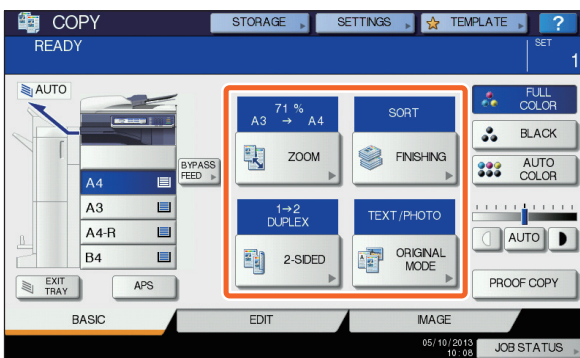 COPY
STORAGE
SETTINGS
TEMPLATE
?
READY
SET
1
AUTO
A4
A3
A4-R
B4
BYPASS
FEED
EXIT
TRAY
APS
71 %
A3 → A4
ZOOM
SORT
FINISHING
1→2
DUPLEX
2-SIDED
TEXT/PHOTO
ORIGINAL
MODE
FULL
COLOR
BLACK
AUTO
COLOR
AUTO
PROOF COPY
BASIC
EDIT
IMAGE
05/10/2013
10:08
JOB STATUS